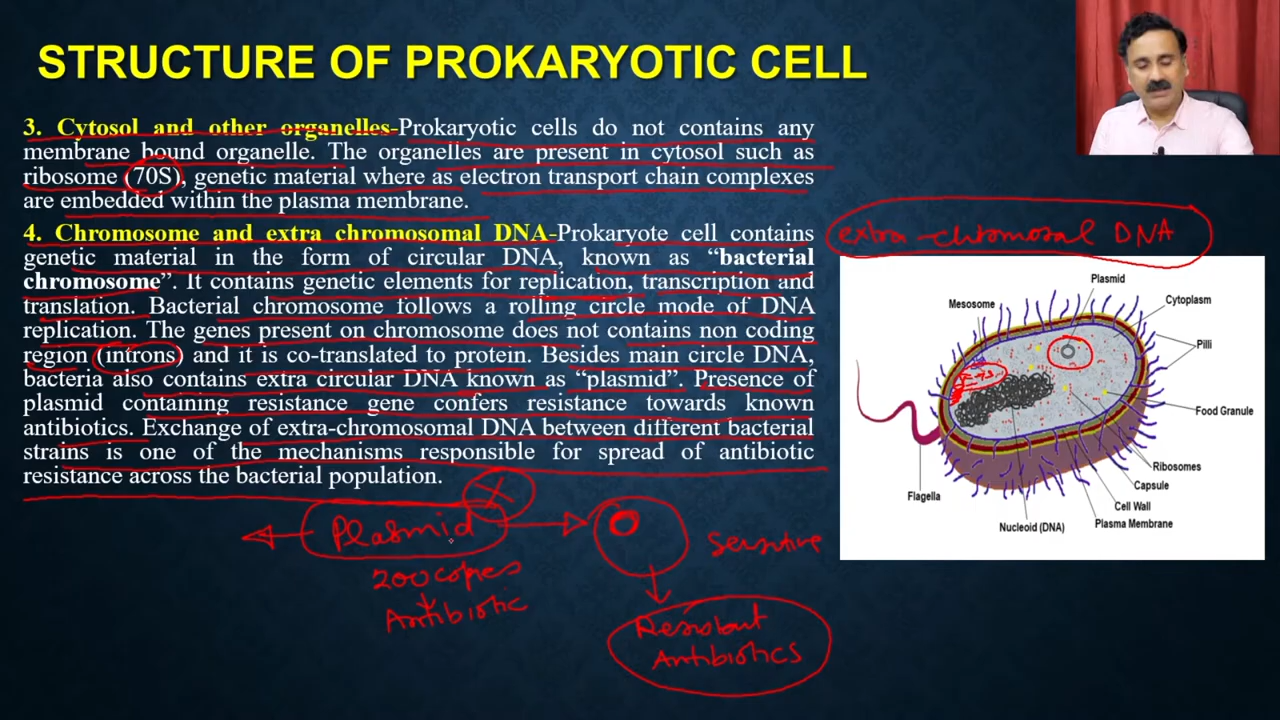 STRUCTURE OF PROKARYOTIC CELL
3. Cytosol and other organelles-Prokaryotic cells do not contains any
membrane bound organelle. The organelles are present in cytosol such as
ribosome (70S), genetic material where as electron transport chain complexes
are embedded within the plasma membrane.
4. Chromosome and extra chromosomal DNA-Prokaryote cell contains
genetic material in the form of circular DNA, known as “bacterial
chromosome”. It contains genetic elements for replication, transcription and
translation. Bacterial chromosome follows a rolling circle mode of DNA
replication. The genes present on chromosome does not contains non coding
region (introns) and it is co-translated to protein. Besides main circle DNA,
bacteria also contains extra circular DNA known as “plasmid”. Presence of
plasmid containing resistance gene confers resistance towards known
antibiotics. Exchange of extra-chromosomal DNA between different bacterial
strains is one of the mechanisms responsible for spread of antibiotic
resistance across the bacterial population.
extra-chromosal DNA
Plasmid
Mesosome
Cytoplasm
Pilli
Food Granule
Ribosomes
Capsule
Cell Wall
Plasma Membrane
Nucleoid (DNA)
Flagella
Plasmid
X
200 copies
Antibiotic
Sensitive
Resistant
Antibiotics